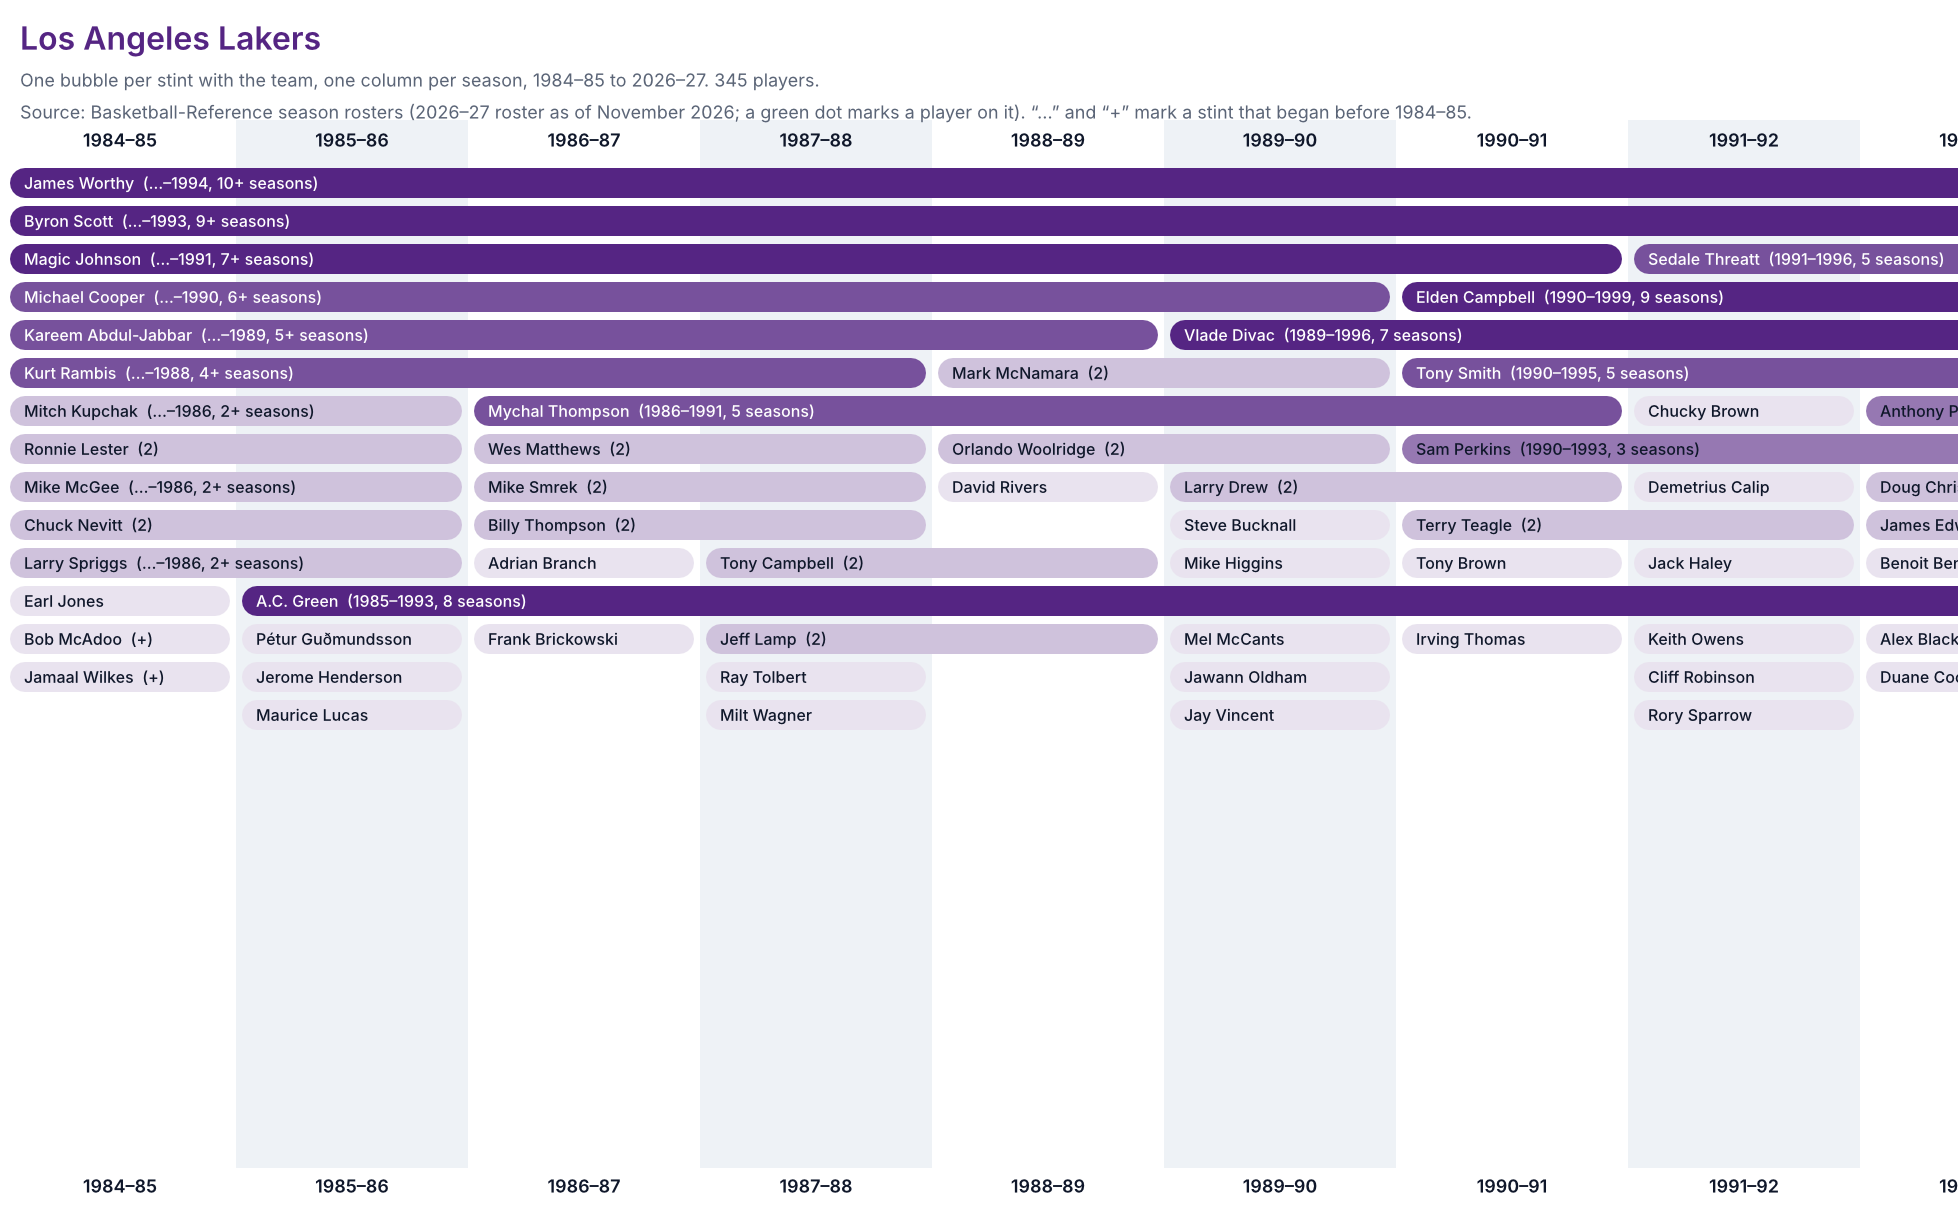 Los Angeles Lakers
One bubble per stint with the team, one column per season, 1984–85 to 2026–27. 345 players.
Source: Basketball-Reference season rosters (2026–27 roster as of November 2026; a green dot marks a player on it). “…” and “+” mark a stint that began before 1984–85.
1984–85 1985–86 1986–87 1987–88 1988–89 1989–90 1990–91 1991–92 19
James Worthy (…–1994, 10+ seasons)
Byron Scott (…–1993, 9+ seasons)
Magic Johnson (…–1991, 7+ seasons) Sedale Threatt (1991–1996, 5 seasons)
Michael Cooper (…–1990, 6+ seasons) Elden Campbell (1990–1999, 9 seasons)
Kareem Abdul-Jabbar (…–1989, 5+ seasons) Vlade Divac (1989–1996, 7 seasons)
Kurt Rambis (…–1988, 4+ seasons) Mark McNamara (2) Tony Smith (1990–1995, 5 seasons)
Mitch Kupchak (…–1986, 2+ seasons) Mychal Thompson (1986–1991, 5 seasons) Chucky Brown Anthony P
Ronnie Lester (2) Wes Matthews (2) Orlando Woolridge (2) Sam Perkins (1990–1993, 3 seasons)
Mike McGee (…–1986, 2+ seasons) Mike Smrek (2) David Rivers Larry Drew (2) Demetrius Calip Doug Chri
Chuck Nevitt (2) Billy Thompson (2) Steve Bucknall Terry Teagle (2) James Edw
Larry Spriggs (…–1986, 2+ seasons) Adrian Branch Tony Campbell (2) Mike Higgins Tony Brown Jack Haley Benoit Ben
Earl Jones A.C. Green (1985–1993, 8 seasons)
Bob McAdoo (+) Pétur Guðmundsson Frank Brickowski Jeff Lamp (2) Mel McCants Irving Thomas Keith Owens Alex Black
Jamaal Wilkes (+) Jerome Henderson Ray Tolbert Jawann Oldham Cliff Robinson Duane Coo
Maurice Lucas Milt Wagner Jay Vincent Rory Sparrow
1984–85 1985–86 1986–87 1987–88 1988–89 1989–90 1990–91 1991–92 19